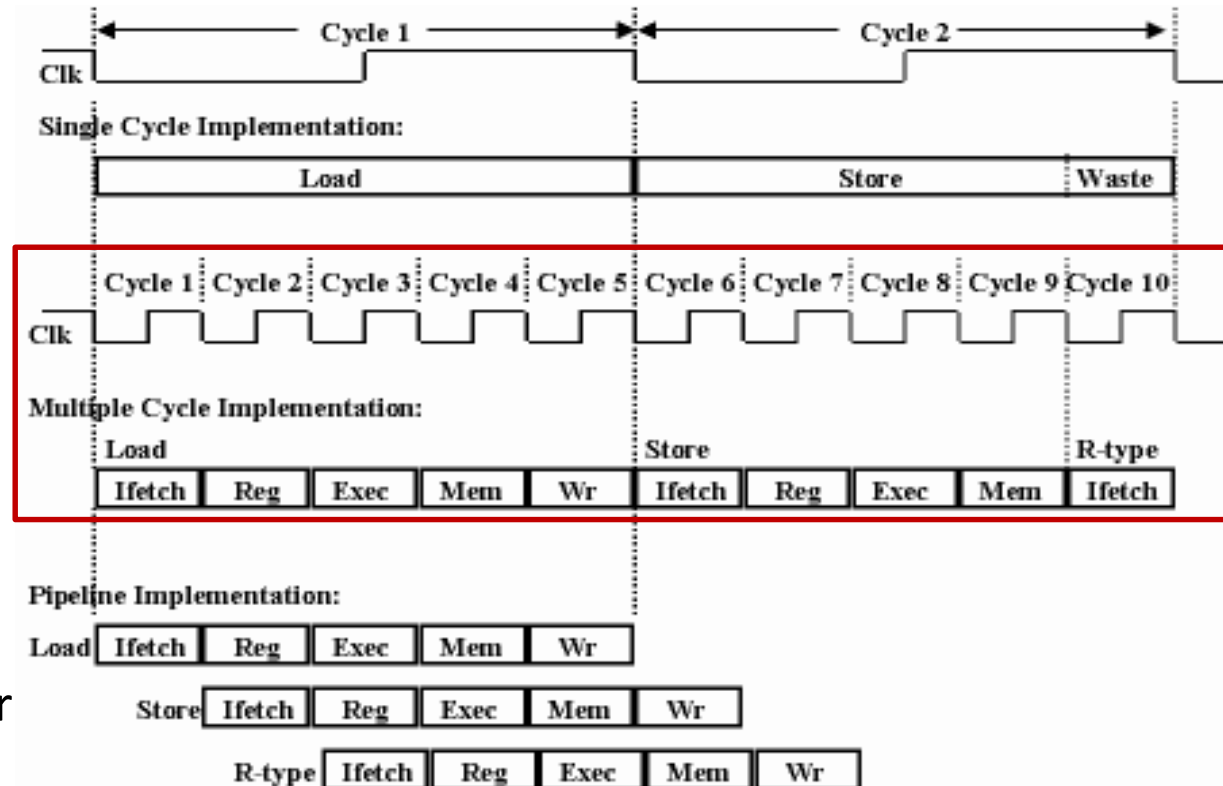 Cycle 1 Cycle 2
Clk
Single Cycle Implementation:
Load Store Waste
Cycle 1 Cycle 2 Cycle 3 Cycle 4 Cycle 5 Cycle 6 Cycle 7 Cycle 8 Cycle 9 Cycle 10
Clk
Multiple Cycle Implementation:
Load Store R-type
Ifetch Reg Exec Mem Wr Ifetch Reg Exec Mem Ifetch
Pipeline Implementation:
Load Ifetch Reg Exec Mem Wr
r
Store Ifetch Reg Exec Mem Wr
R-type Ifetch Reg Exec Mem Wr